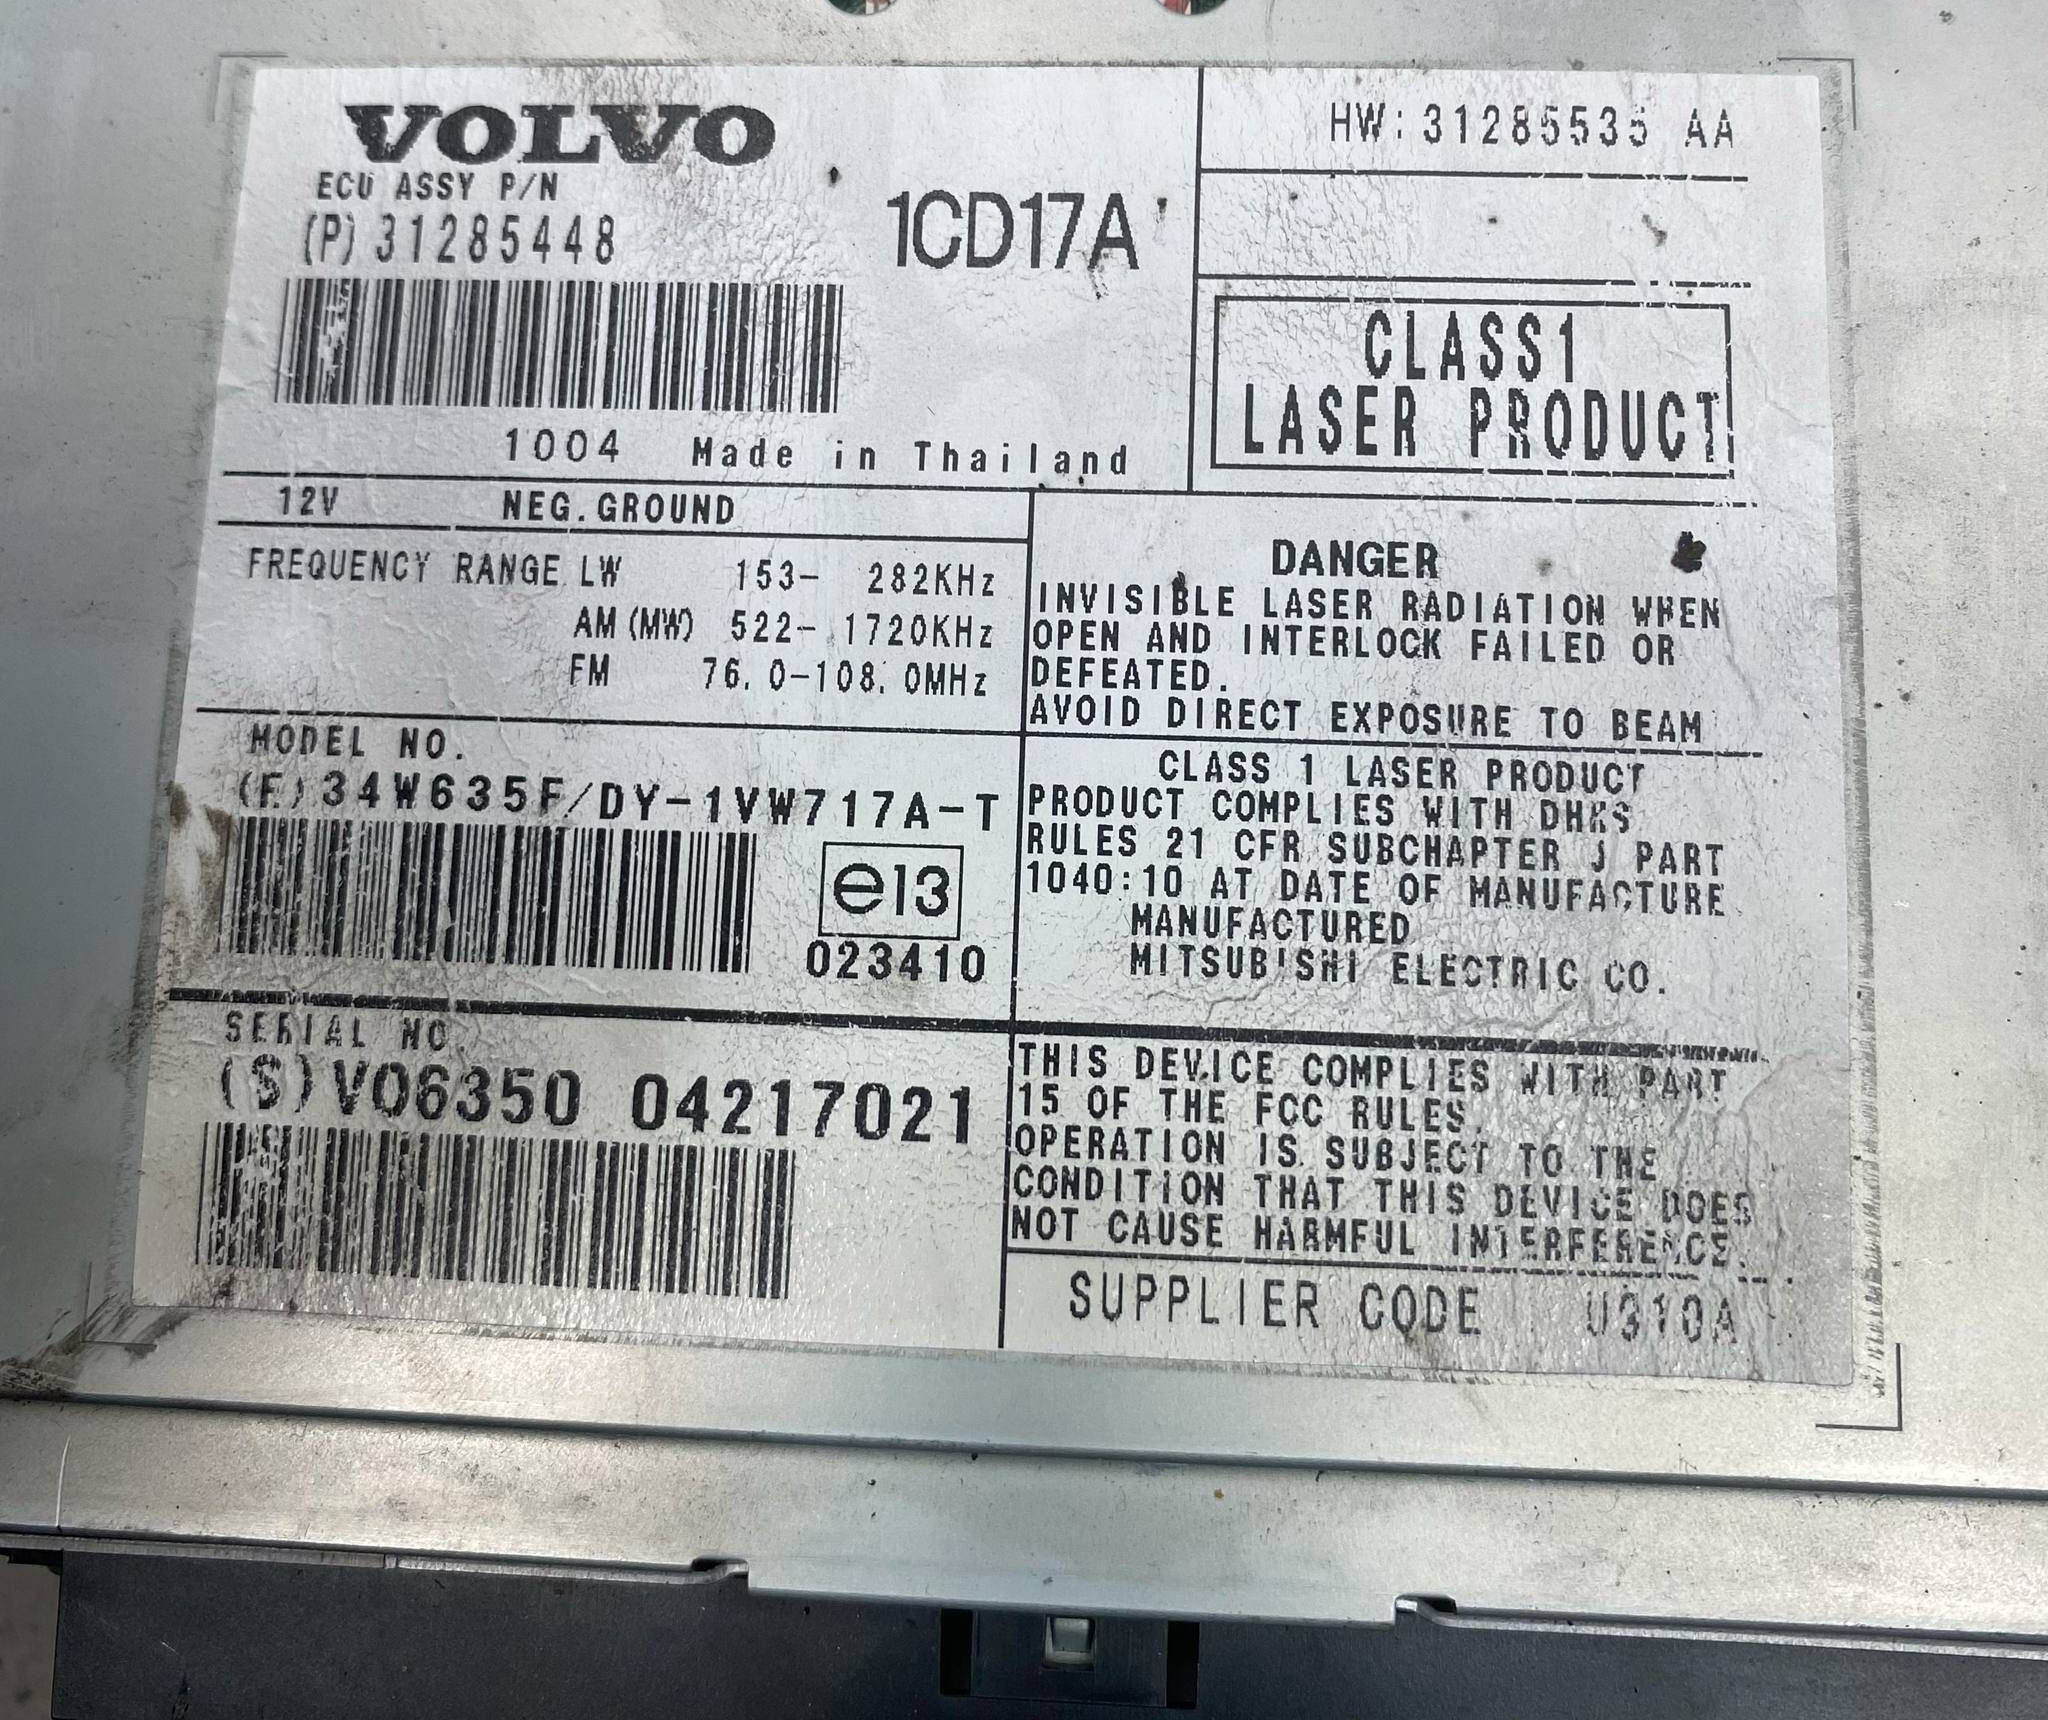 VOLVO
ECU ASSY P/N
(P)31285448
1CD17A
1004 Made in Thailand
HW:31285535 AA
CLASS1
LASER PRODUCT
12V NEG.GROUND
FREQUENCY RANGE LW 153- 282KHz
AM(MW) 522- 1720KHz
FM 76.0-108.0MHz
DANGER
INVISIBLE LASER RADIATION WHEN
OPEN AND INTERLOCK FAILED OR
DEFEATED.
AVOID DIRECT EXPOSURE TO BEAM
MODEL NO.
(F)34W635F/DY-1VW717A-T
e13
023410
CLASS 1 LASER PRODUCT
PRODUCT COMPLIES WITH DHHS
RULES 21 CFR SUBCHAPTER J PART
1040:10 AT DATE OF MANUFACTURE
MANUFACTURED
MITSUBISHI ELECTRIC CO.
SERIAL NO.
(S)VO6350 04217021
THIS DEVICE COMPLIES WITH PART
15 OF THE FCC RULES.
OPERATION IS SUBJECT TO THE
CONDITION THAT THIS DEVICE DOES
NOT CAUSE HARMFUL INTERFERENCE.
SUPPLIER CODE U310A